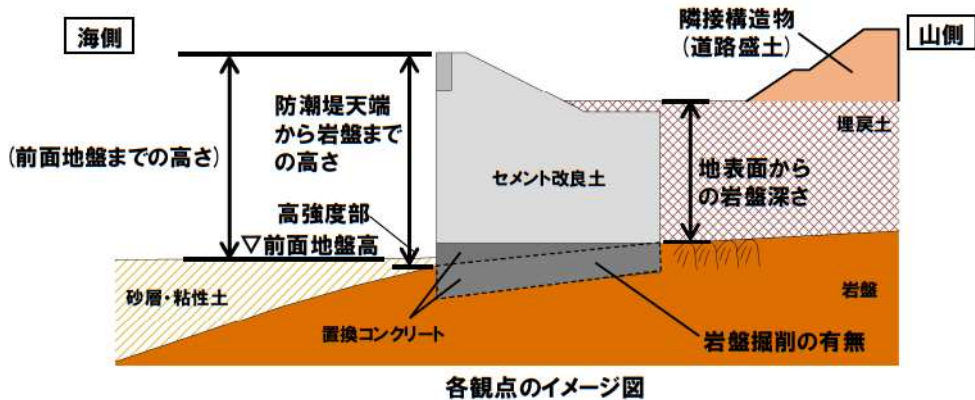 海側
隣接構造物
(道路盛土)
山側
防潮堤天端
から岩盤まで
の高さ
(前面地盤までの高さ)
埋戻土
セメント改良土
地表面から
の岩盤深さ
高強度部
▽前面地盤高
砂層・粘性土
岩盤
置換コンクリート
岩盤掘削の有無
各観点のイメージ図